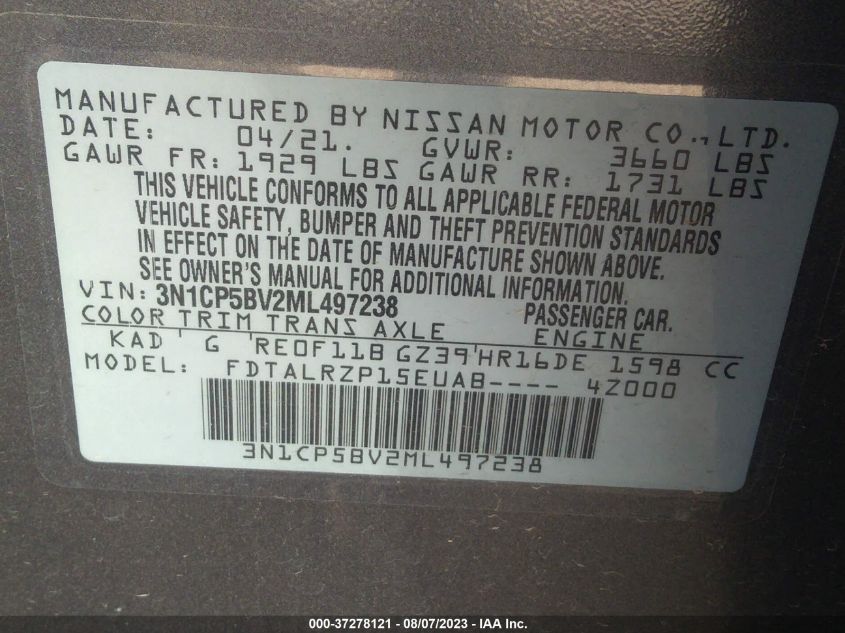 MANUFACTURED BY NISSAN MOTOR CO., LTD.
DATE: 04/21. GVWR: 3660 LBS
GAWR FR: 1929 LBS GAWR RR: 1731 LBS
THIS VEHICLE CONFORMS TO ALL APPLICABLE FEDERAL MOTOR
VEHICLE SAFETY, BUMPER AND THEFT PREVENTION STANDARDS
IN EFFECT ON THE DATE OF MANUFACTURE SHOWN ABOVE.
SEE OWNER'S MANUAL FOR ADDITIONAL INFORMATION.
VIN: 3N1CP5BV2ML497238 PASSENGER CAR.
COLOR TRIM TRANS AXLE ENGINE
KAD ' G 'RE0F11B GZ39'HR16DE 1598 CC
MODEL: FDTALRZP15EUAB---- 4Z000
3N1CP5BV2ML497238
000-37278121 - 08/07/2023 - IAA Inc.